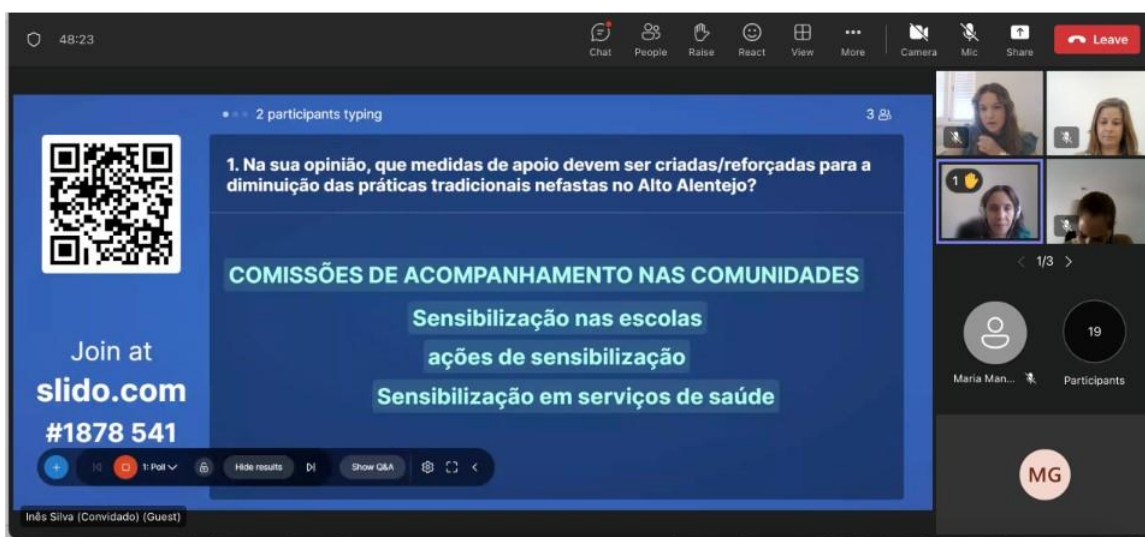 48:23
Chat
People
Raise
React
View
More
Camera
Mic
Share
Leave
2 participants typing
3
1. Na sua opinião, que medidas de apoio devem ser criadas/reforçadas para a
diminuição das práticas tradicionais nefastas no Alto Alentejo?
COMISSÕES DE ACOMPANHAMENTO NAS COMUNIDADES
Sensibilização nas escolas
ações de sensibilização
Sensibilização em serviços de saúde
Join at
slido.com
#1878 541
1: Poll
Hide results
Show Q&A
Inês Silva (Convidado) (Guest)
1
1/3
19
Maria Man...
Participants
MG